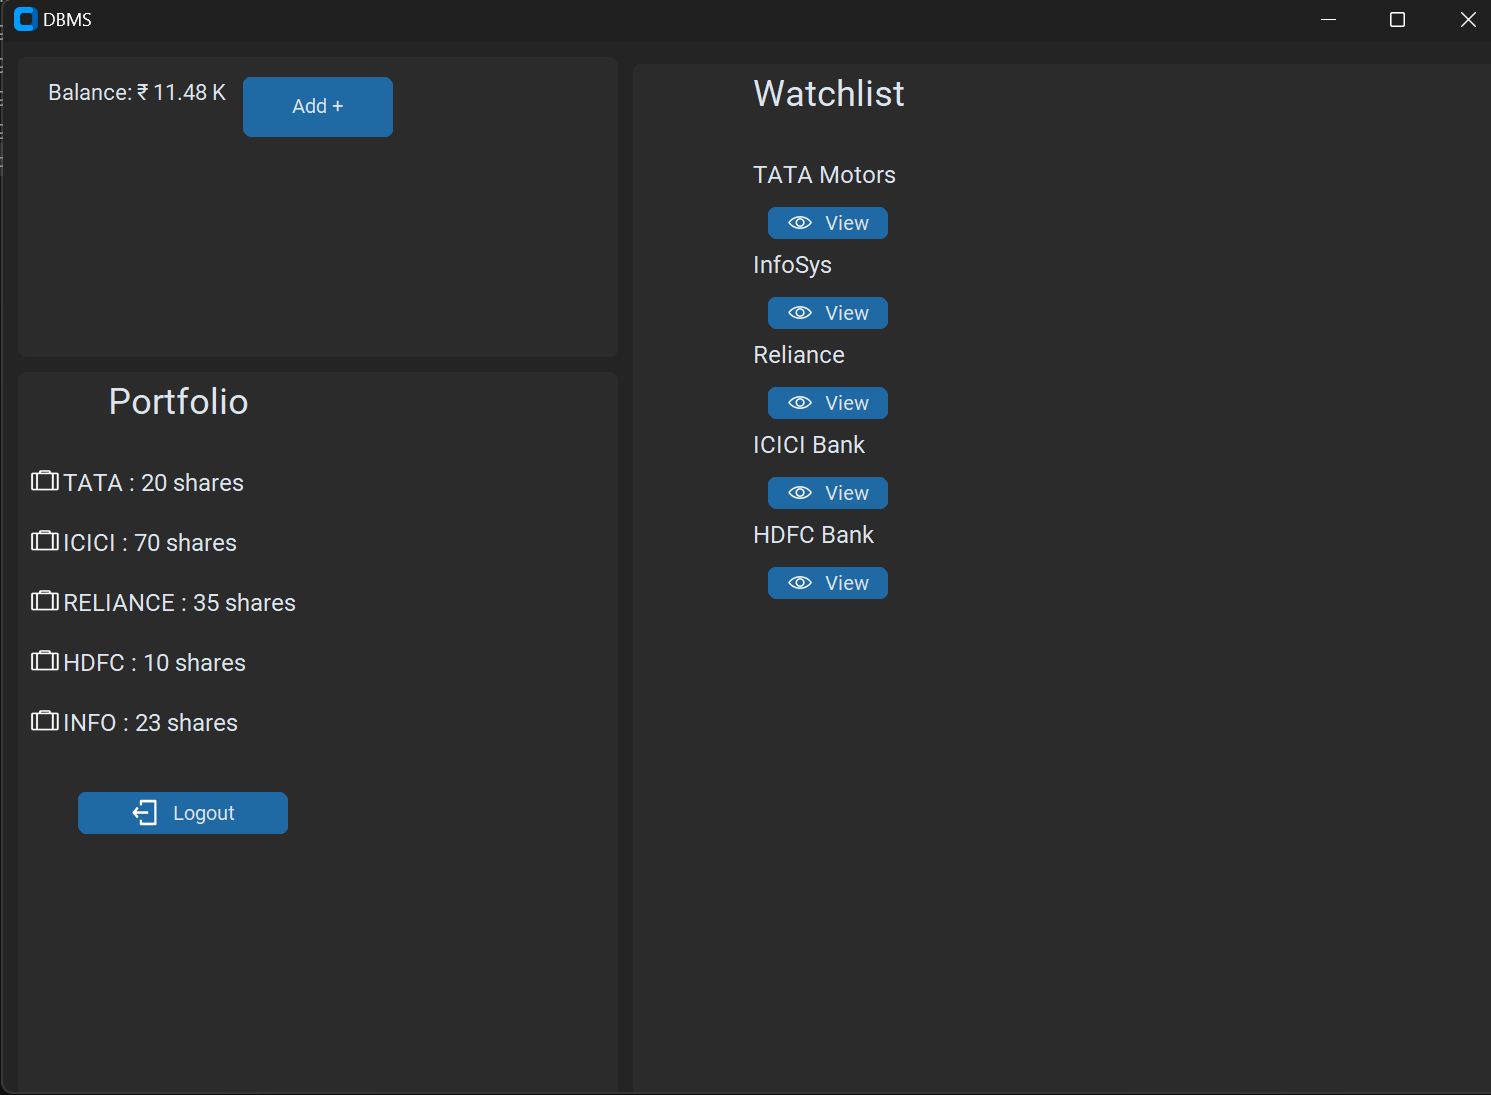 DBMS
Balance: ₹ 11.48 K
Add +
Portfolio
TATA : 20 shares
ICICI : 70 shares
RELIANCE : 35 shares
HDFC : 10 shares
INFO : 23 shares
Logout
Watchlist
TATA Motors
View
InfoSys
View
Reliance
View
ICICI Bank
View
HDFC Bank
View